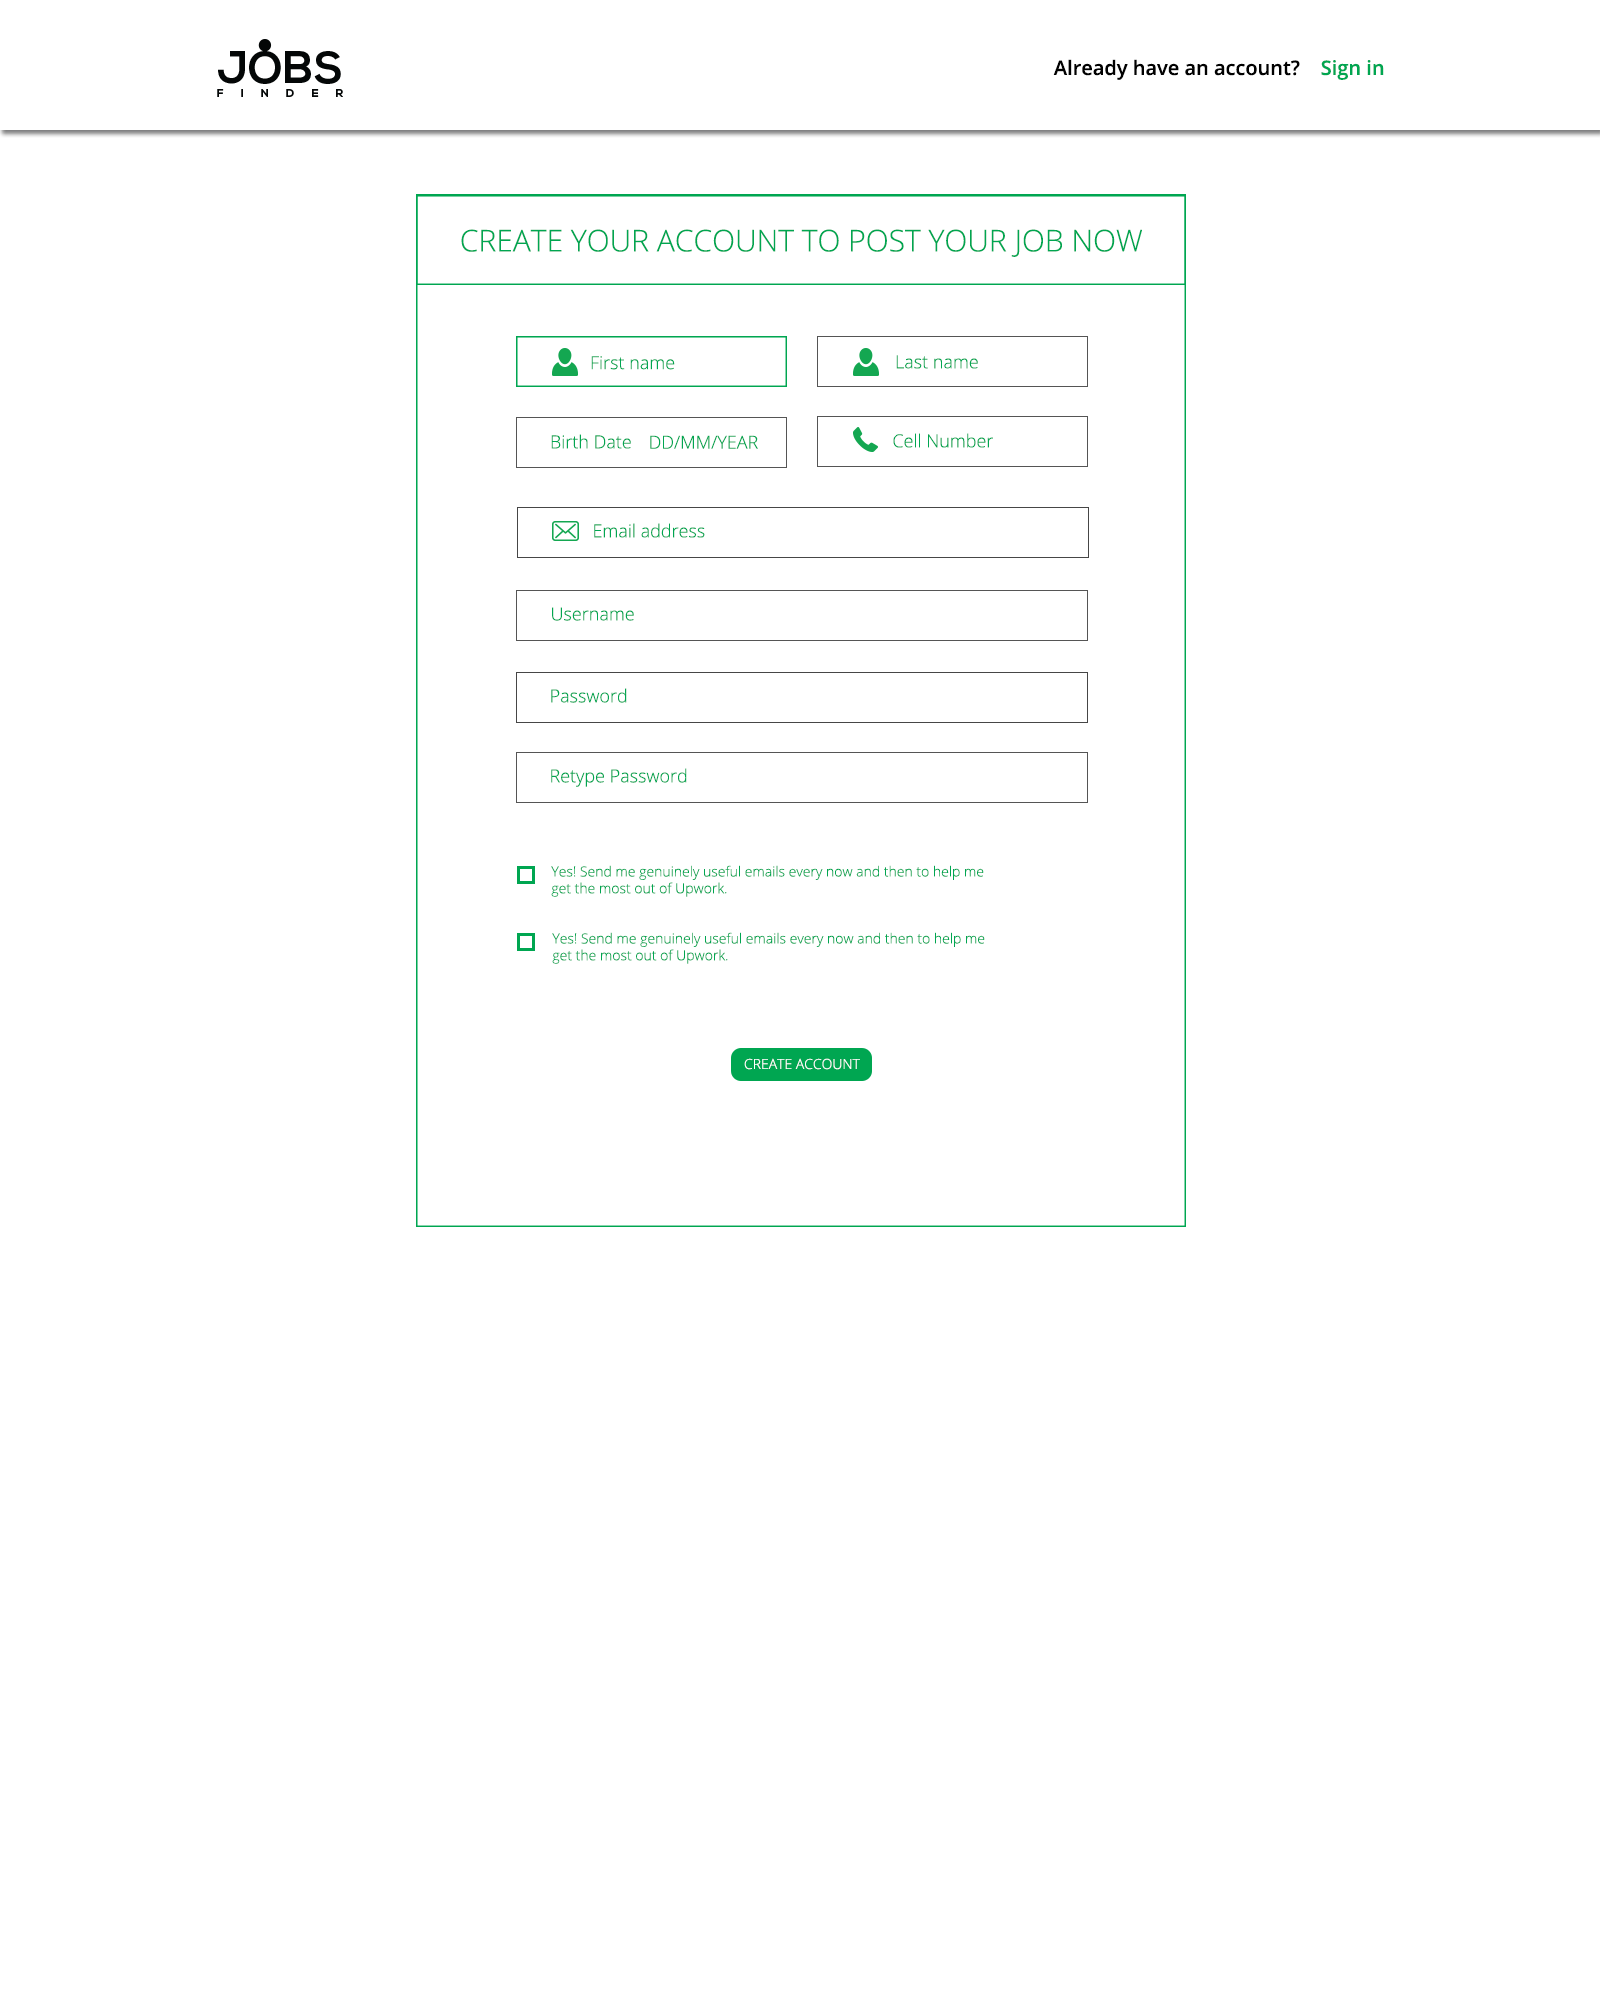 JOBS
FINDER
Already have an account? Sign in
CREATE YOUR ACCOUNT TO POST YOUR JOB NOW
First name
Last name
Birth Date DD/MM/YEAR
Cell Number
Email address
Username
Password
Retype Password
Yes! Send me genuinely useful emails every now and then to help me
get the most out of Upwork.
Yes! Send me genuinely useful emails every now and then to help me
get the most out of Upwork.
CREATE ACCOUNT